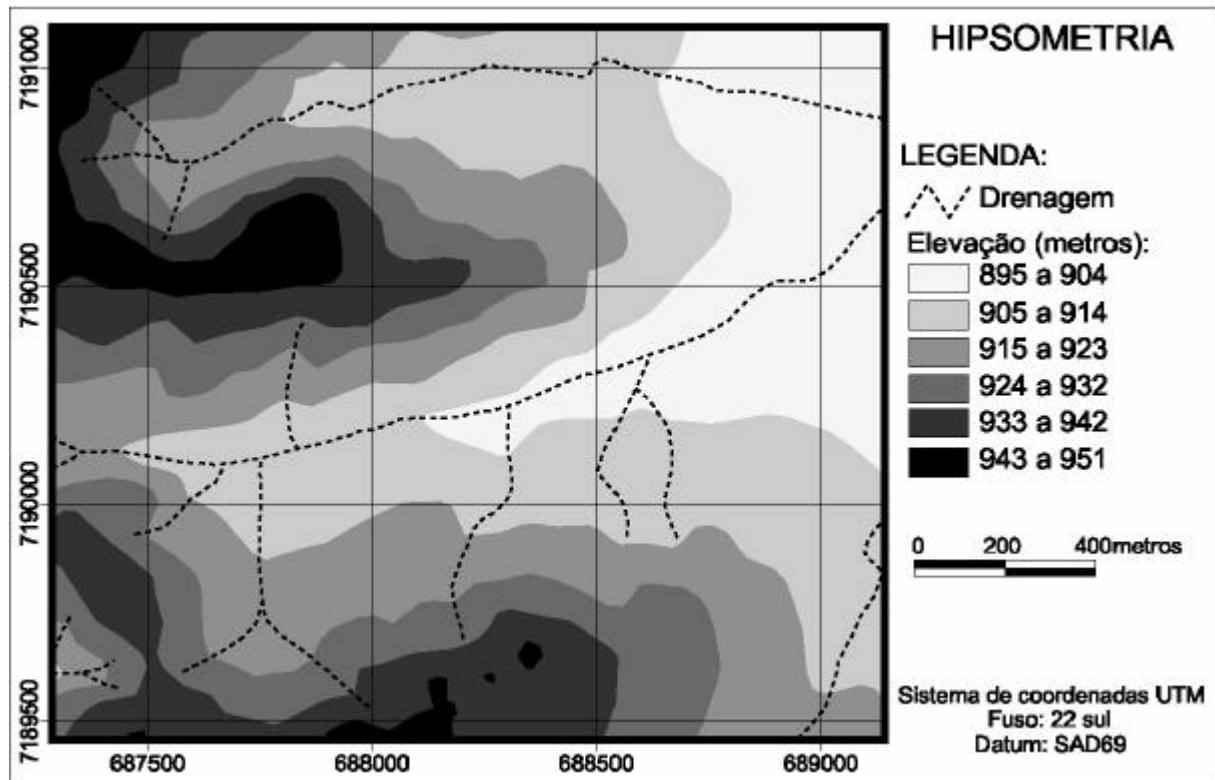 HIPSOMETRIA
LEGENDA:
Drenagem
Elevação (metros):
895 a 904
905 a 914
915 a 923
924 a 932
933 a 942
943 a 951
0 200 400metros
Sistema de coordenadas UTM
Fuso: 22 sul
Datum: SAD69
7191000
7190500
7190000
7189500
687500 688000 688500 689000